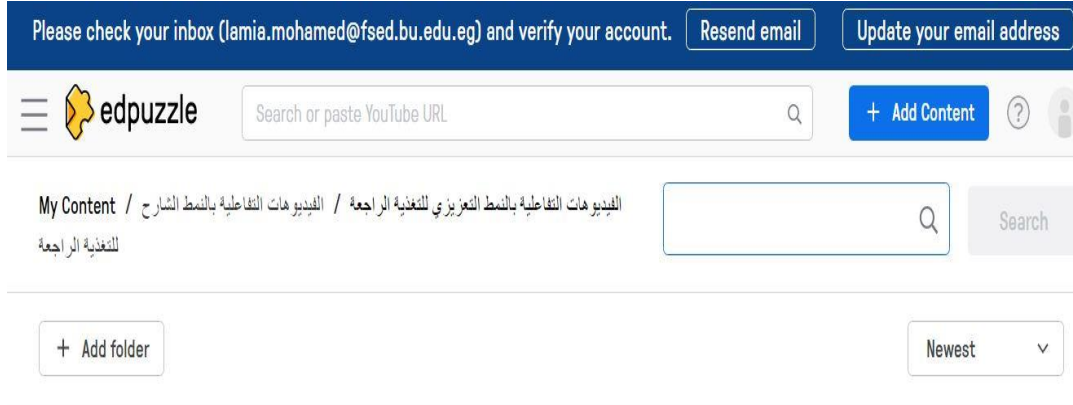 Please check your inbox (lamia.mohamed@fsed.bu.edu.eg) and verify your account. Resend email Update your email address
edpuzzle Search or paste YouTube URL + Add Content ?
My Content / الفيديوهات التفاعلية بالنمط الشارح / الفيديوهات التفاعلية بالنمط التعزيزي للتغذية الراجعة Search
للتغذية الراجعة
+ Add folder Newest